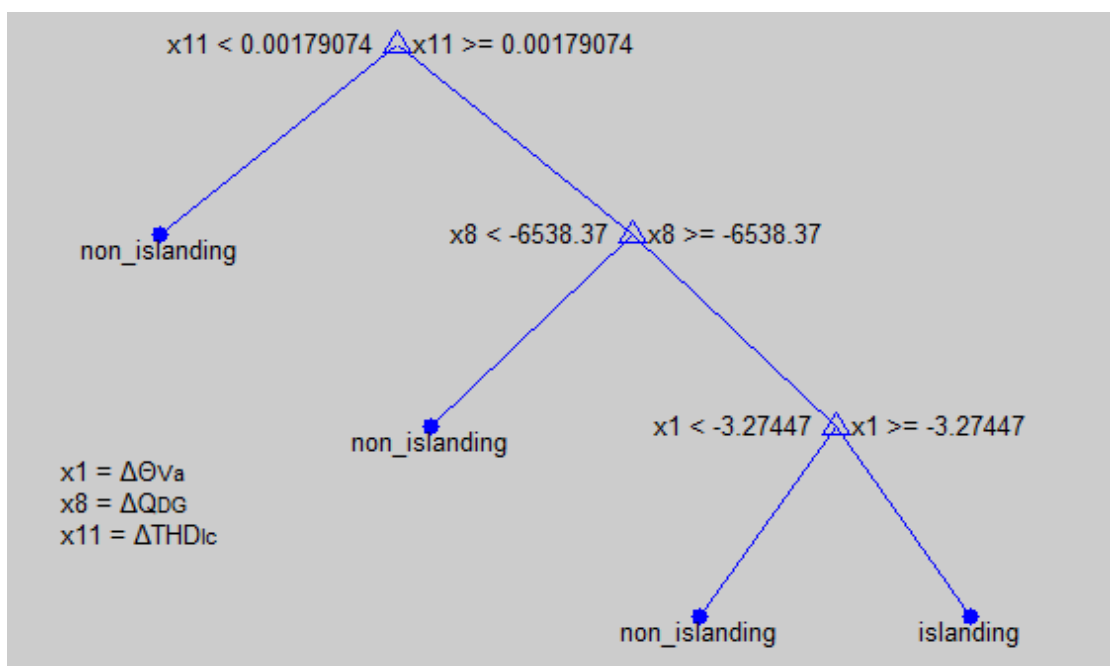 x11 < 0.00179074 x11 >= 0.00179074
non_islanding
x8 < -6538.37 x8 >= -6538.37
non_islanding
x1 < -3.27447 x1 >= -3.27447
x1 = ΔΘVa
x8 = ΔQDG
x11 = ΔTHDIc
non_islanding islanding